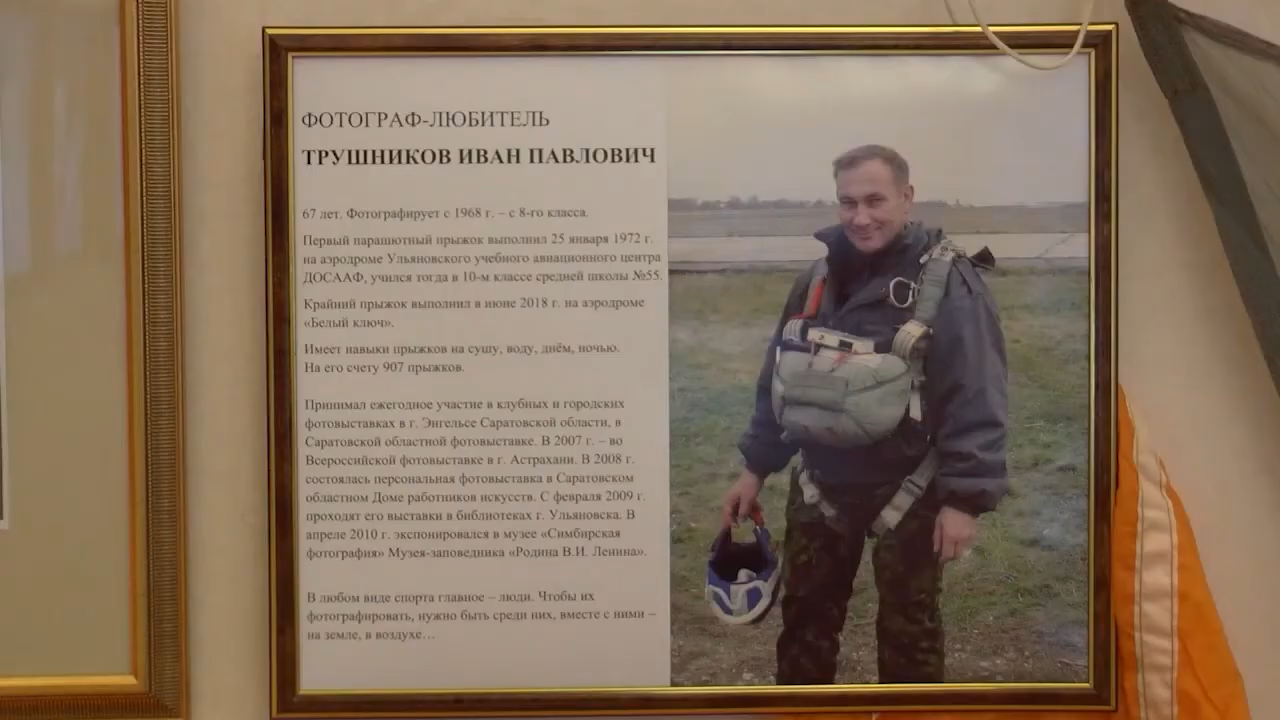 ФОТОГРАФ-ЛЮБИТЕЛЬ
ТРУШНИКОВ ИВАН ПАВЛОВИЧ
67 лет. Фотографирует с 1968 г. – с 8-го класса.
Первый парашютный прыжок выполнил 25 января 1972 г.
на аэродроме Ульяновского учебного авиационного центра
ДОСААФ, учился тогда в 10-м классе средней школы №55.
Крайний прыжок выполнил в июне 2018 г. на аэродроме
«Белый ключ».
Имеет навыки прыжков на сушу, воду, днём, ночью.
На его счету 907 прыжков.
Принимал ежегодное участие в клубных и городских
фотовыставках в г. Энгельсе Саратовской области, в
Саратовской областной фотовыставке. В 2007 г. – во
Всероссийской фотовыставке в г. Астрахани. В 2008 г.
состоялась персональная фотовыставка в Саратовском
областном Доме работников искусств. С февраля 2009 г.
проходят его выставки в библиотеках г. Ульяновска. В
апреле 2010 г. экспонировался в музее «Симбирская
фотография» Музея-заповедника «Родина В.И. Ленина».
В любом виде спорта главное – люди. Чтобы их
фотографировать, нужно быть среди них, вместе с ними –
на земле, в воздухе…